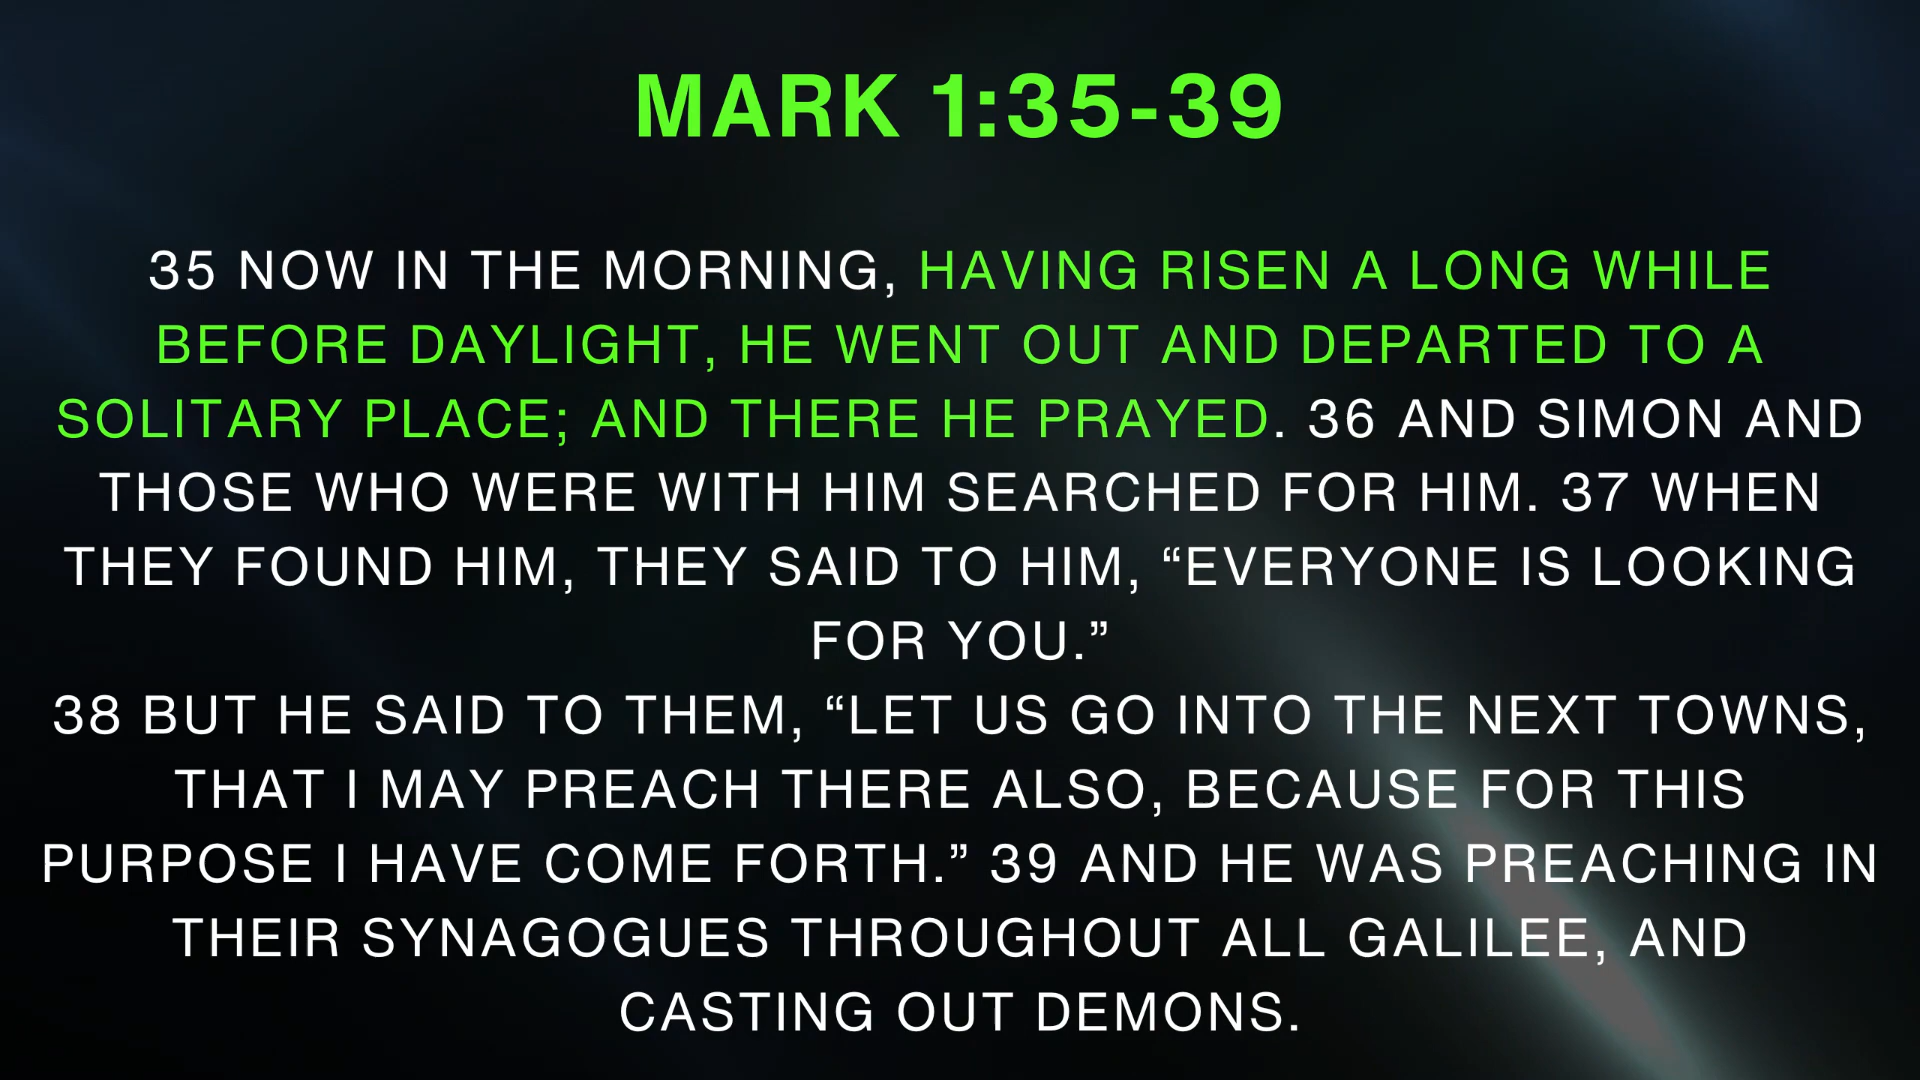 MARK 1:35-39
35 NOW IN THE MORNING, HAVING RISEN A LONG WHILE
BEFORE DAYLIGHT, HE WENT OUT AND DEPARTED TO A
SOLITARY PLACE; AND THERE HE PRAYED. 36 AND SIMON AND
THOSE WHO WERE WITH HIM SEARCHED FOR HIM. 37 WHEN
THEY FOUND HIM, THEY SAID TO HIM, “EVERYONE IS LOOKING
FOR YOU.”
38 BUT HE SAID TO THEM, “LET US GO INTO THE NEXT TOWNS,
THAT I MAY PREACH THERE ALSO, BECAUSE FOR THIS
PURPOSE I HAVE COME FORTH.” 39 AND HE WAS PREACHING IN
THEIR SYNAGOGUES THROUGHOUT ALL GALILEE, AND
CASTING OUT DEMONS.